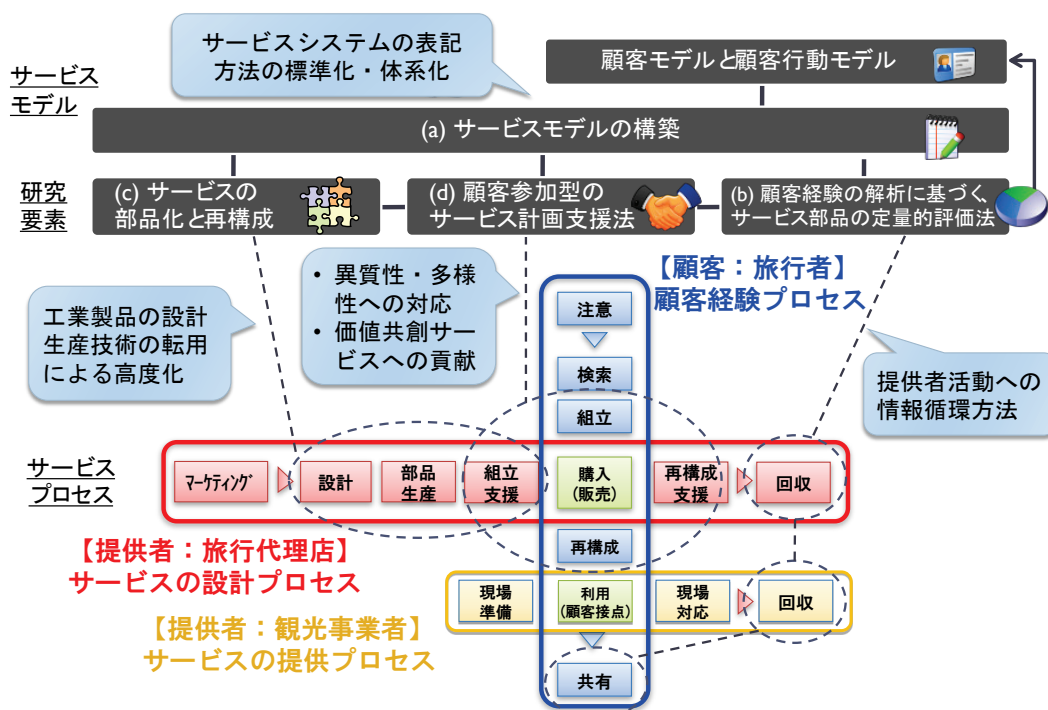 サービスシステムの表記
方法の標準化・体系化
顧客モデルと顧客行動モデル
サービス
モデル
(a) サービスモデルの構築
研究
要素
(c) サービスの
部品化と再構成
(d) 顧客参加型の
サービス計画支援法
(b) 顧客経験の解析に基づく
サービス部品の定量的評価法
【顧客：旅行者】
顧客経験プロセス
• 異質性・多様
性への対応
• 価値共創サー
ビスへの貢献
工業製品の設計
生産技術の転用
による高度化
提供者活動への
情報循環方法
注意
検索
組立
サービス
プロセス
ﾏｰｹﾃｨﾝｸﾞ
設計
部品
生産
組立
支援
購入
(販売)
再構成
支援
回収
再構成
【提供者：旅行代理店】
サービスの設計プロセス
現場
準備
利用
(顧客接点)
現場
対応
回収
【提供者：観光事業者】
サービスの提供プロセス
共有